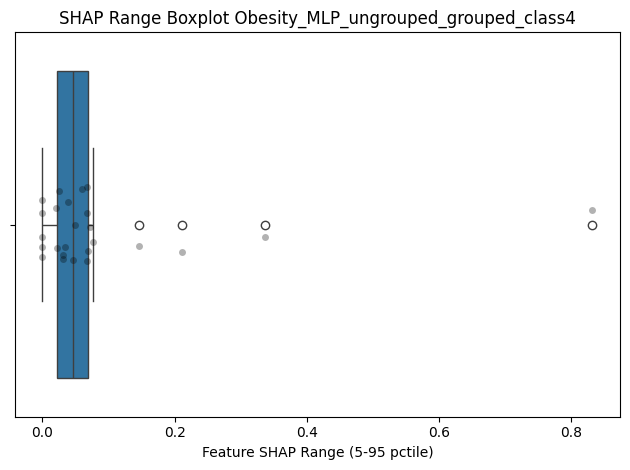 SHAP Range Boxplot Obesity_MLP_ungrouped_grouped_class4
0.0 0.2 0.4 0.6 0.8
Feature SHAP Range (5-95 pctile)